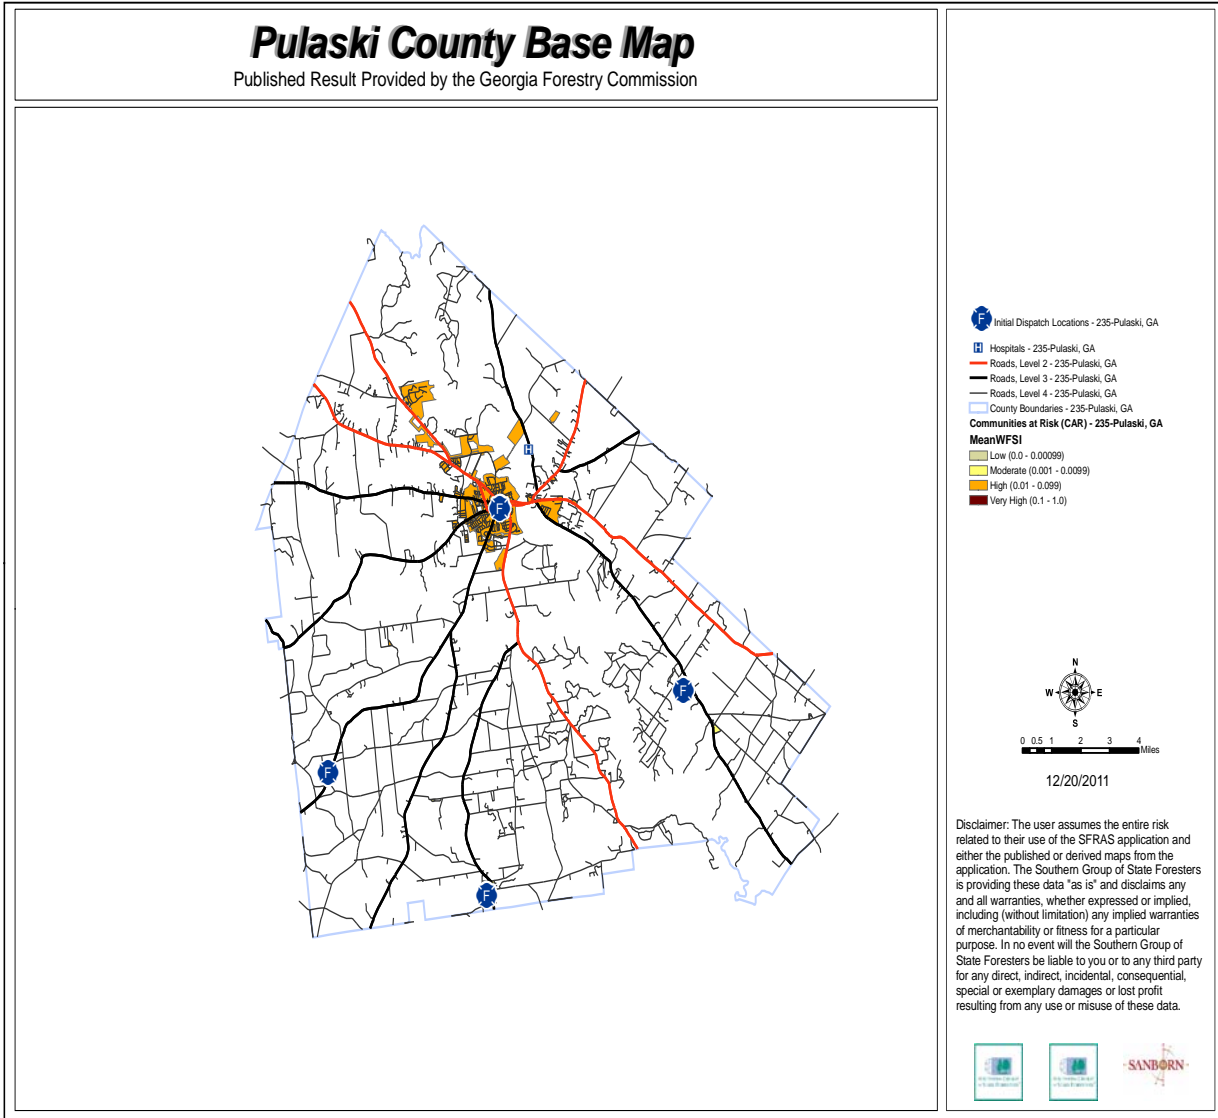 Pulaski County Base Map
Published Result Provided by the Georgia Forestry Commission
F
H
F
F
F
F
Initial Dispatch Locations - 235-Pulaski, GA
H
Hospitals - 235-Pulaski, GA
Roads, Level 2 - 235-Pulaski, GA
Roads, Level 3 - 235-Pulaski, GA
Roads, Level 4 - 235-Pulaski, GA
County Boundaries - 235-Pulaski, GA
Communities at Risk (CAR) - 235-Pulaski, GA
MeanWFSI
Low (0.0 - 0.00099)
Moderate (0.001 - 0.0099)
High (0.01 - 0.099)
Very High (0.1 - 1.0)
N
W E
S
0 0.5 1 2 3 4
Miles
12/20/2011
Disclaimer: The user assumes the entire risk
related to their use of the SFRAS application and
either the published or derived maps from the
application. The Southern Group of State Foresters
is providing these data "as is" and disclaims any
and all warranties, whether expressed or implied,
including (without limitation) any implied warranties
of merchantability or fitness for a particular
purpose. In no event will the Southern Group of
State Foresters be liable to you or to any third party
for any direct, indirect, incidental, consequential,
special or exemplary damages or lost profit
resulting from any use or misuse of these data.
SANBORN